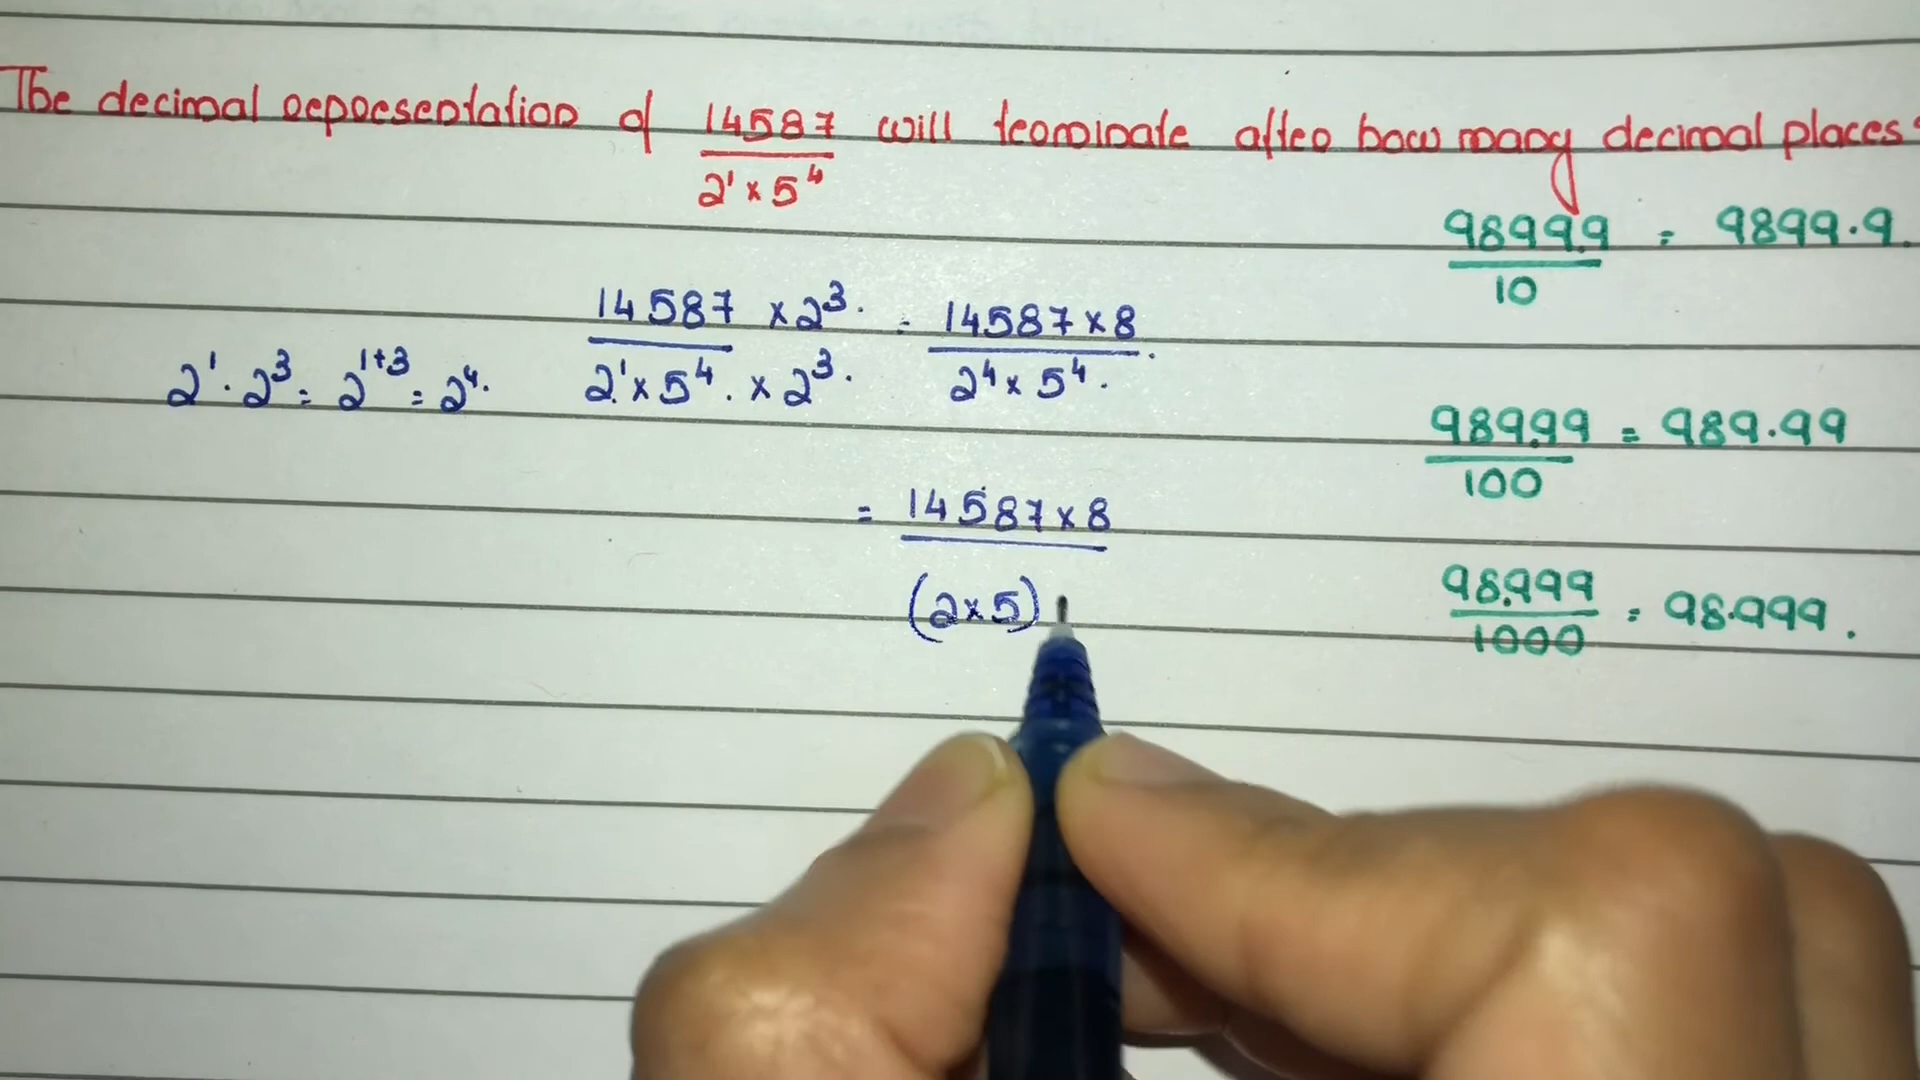 The decimal representation of 14587 / 2¹ × 5⁴ will terminate after how many decimal places?
98999 / 10 = 9899.9.
14587 × 2³. / 2¹ × 5⁴. × 2³. = 14587 × 8 / 2⁴ × 5⁴.
2¹ . 2³ = 2¹⁺³ = 2⁴.
98999 / 100 = 989.99
= 14587 × 8 / (2 × 5)
98.999 / 1000 = 98.999.